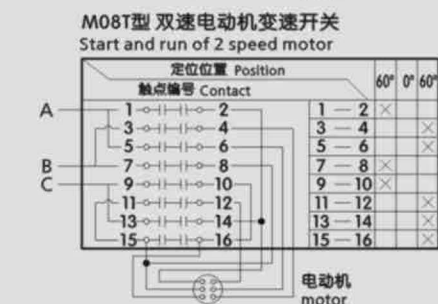 M08T型 双速电动机变速开关
Start and run of 2 speed motor
定位位置 Position
触点编号 Contact
60° 0° 60°
A 1 2 1 — 2 ×
3 4 3 — 4 ×
5 6 5 — 6 ×
B 7 8 7 — 8 ×
C 9 10 9 — 10 ×
11 12 11 — 12 ×
13 14 13 — 14 ×
15 16 15 — 16 ×
电动机
motor